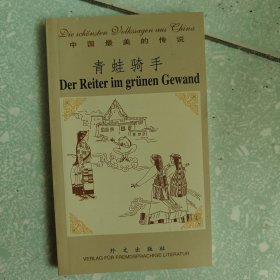 Die schönsten Volkssagen aus China
中国最美的传说
青蛙骑手
Der Reiter im grünen Gewand
外文出版社
VERLAG FÜR FREMDSPRACHIGE LITERATUR